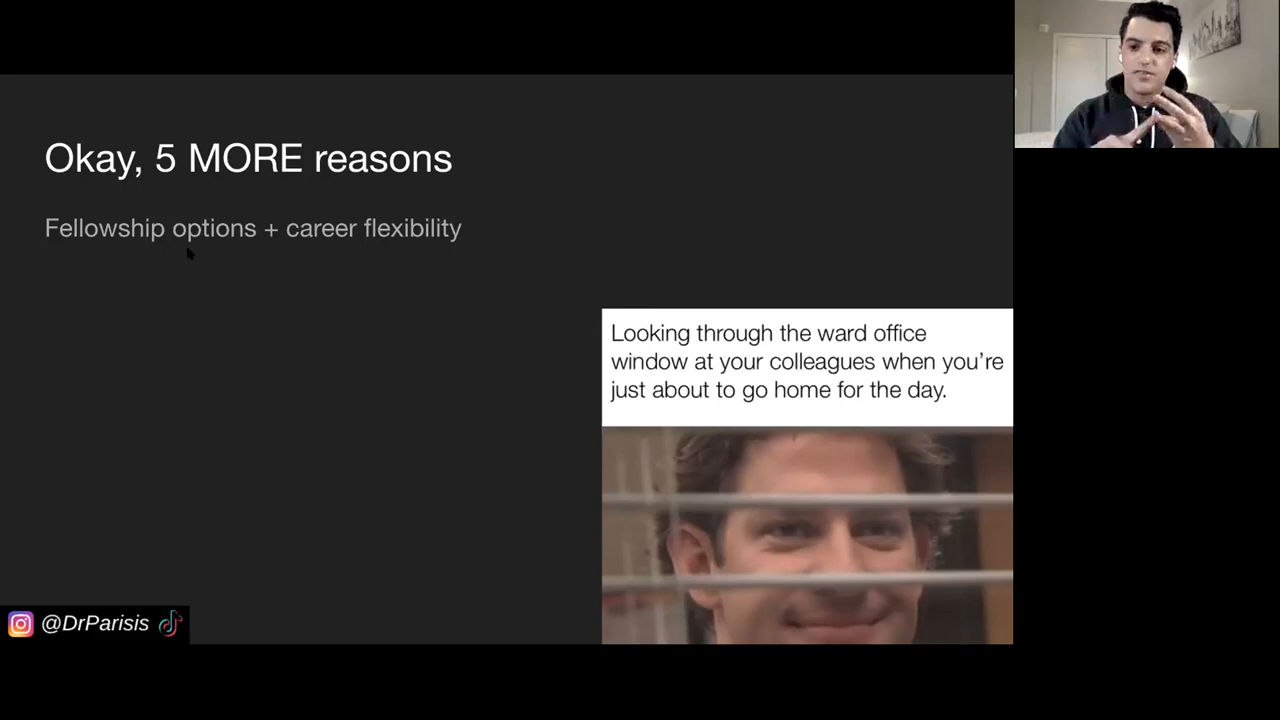 Okay, 5 MORE reasons
Fellowship options + career flexibility
Looking through the ward office
window at your colleagues when you’re
just about to go home for the day.
@DrParisis